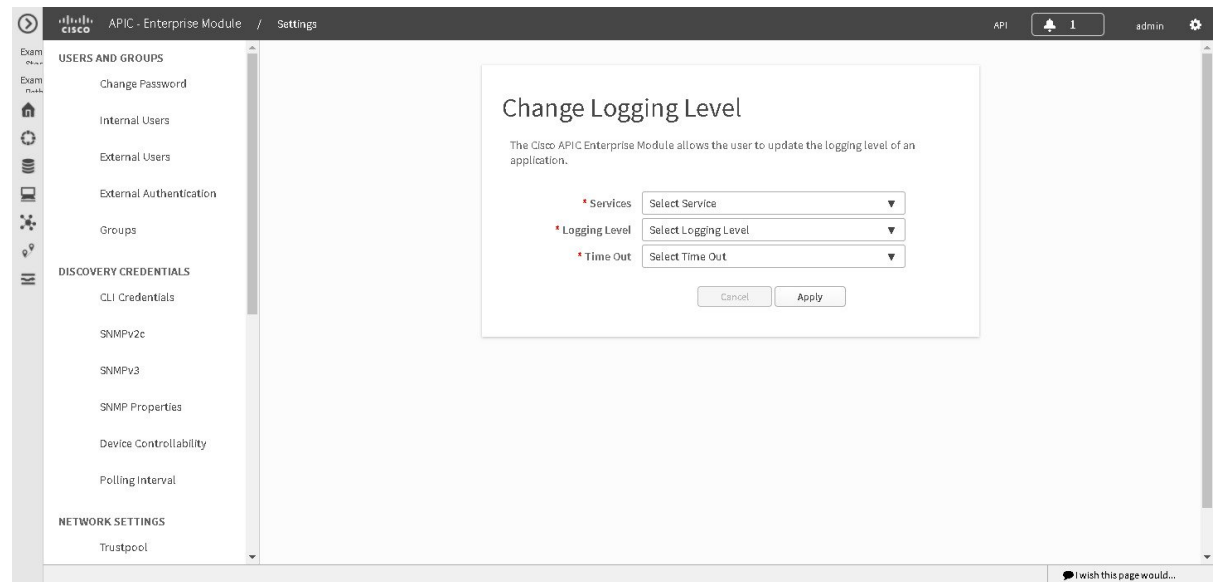 cisco APIC - Enterprise Module / Settings
API 1 admin
Exam
Exam
USERS AND GROUPS
Change Password
Internal Users
External Users
External Authentication
Groups
DISCOVERY CREDENTIALS
CLI Credentials
SNMPv2c
SNMPv3
SNMP Properties
Device Controllability
Polling Interval
NETWORK SETTINGS
Trustpool
Change Logging Level
The Cisco APIC Enterprise Module allows the user to update the logging level of an
application.
* Services Select Service
* Logging Level Select Logging Level
* Time Out Select Time Out
Cancel Apply
I wish this page would...